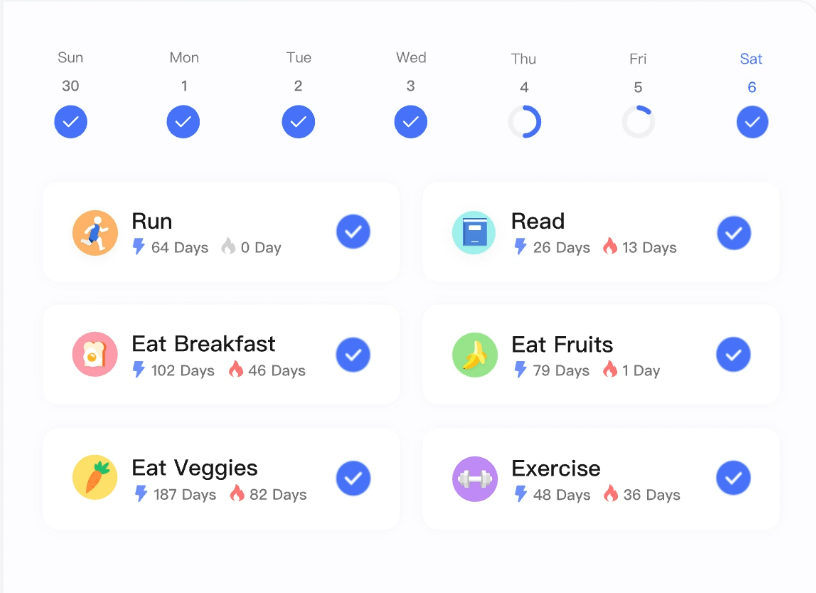 Sun Mon Tue Wed Thu Fri Sat
30 1 2 3 4 5 6
Run
64 Days 0 Day
Read
26 Days 13 Days
Eat Breakfast
102 Days 46 Days
Eat Fruits
79 Days 1 Day
Eat Veggies
187 Days 82 Days
Exercise
48 Days 36 Days